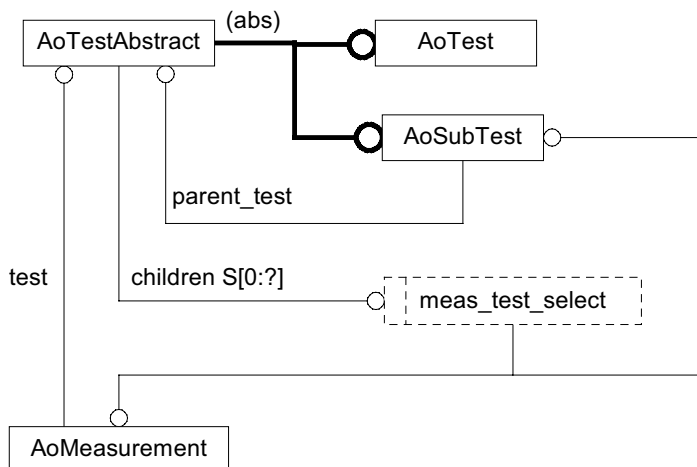 (abs)
AoTestAbstract
AoTest
AoSubTest
parent_test
test
children S[0:?]
meas_test_select
AoMeasurement